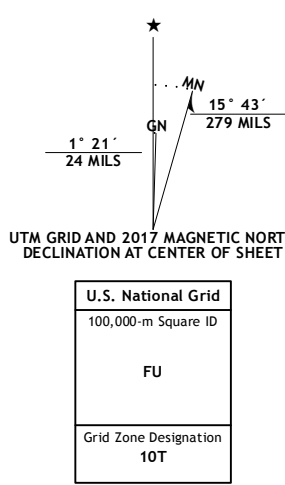 ★
MN
15° 43´
279 MILS
GN
1° 21´
24 MILS
UTM GRID AND 2017 MAGNETIC NORT
DECLINATION AT CENTER OF SHEET
U.S. National Grid
100,000-m Square ID
FU
Grid Zone Designation
10T